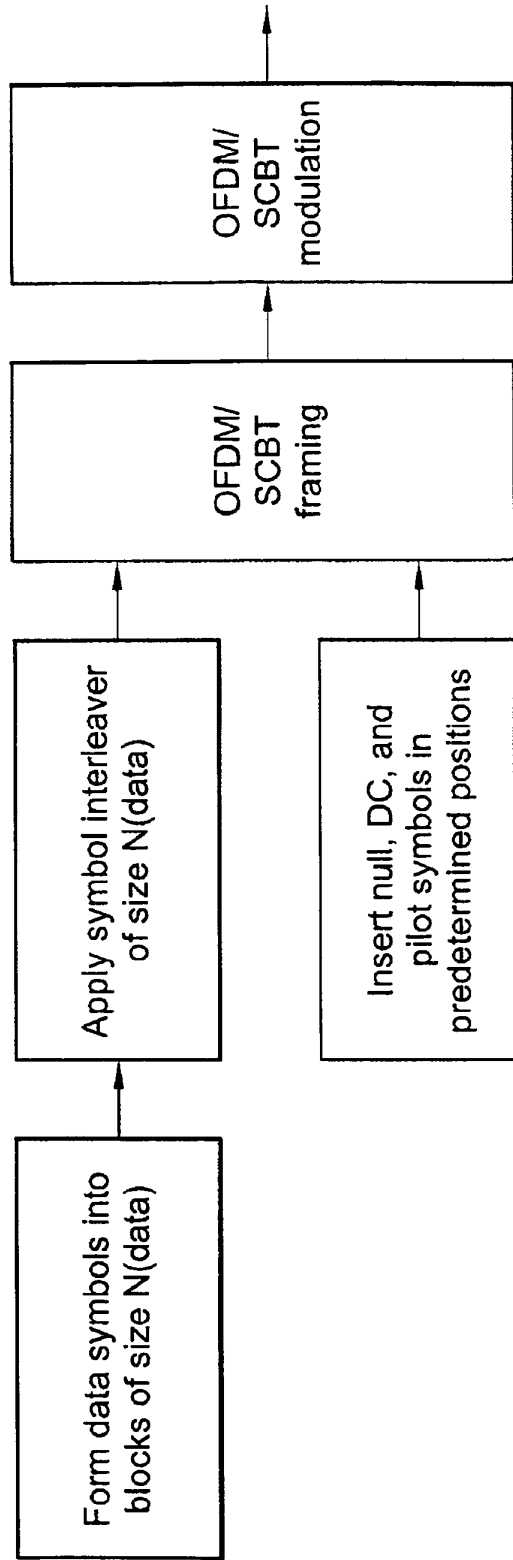 Form data symbols into
blocks of size N(data)
Apply symbol interleaver
of size N(data)
Insert null, DC, and
pilot symbols in
predetermined positions
OFDM/
SCBT
framing
OFDM/
SCBT
modulation